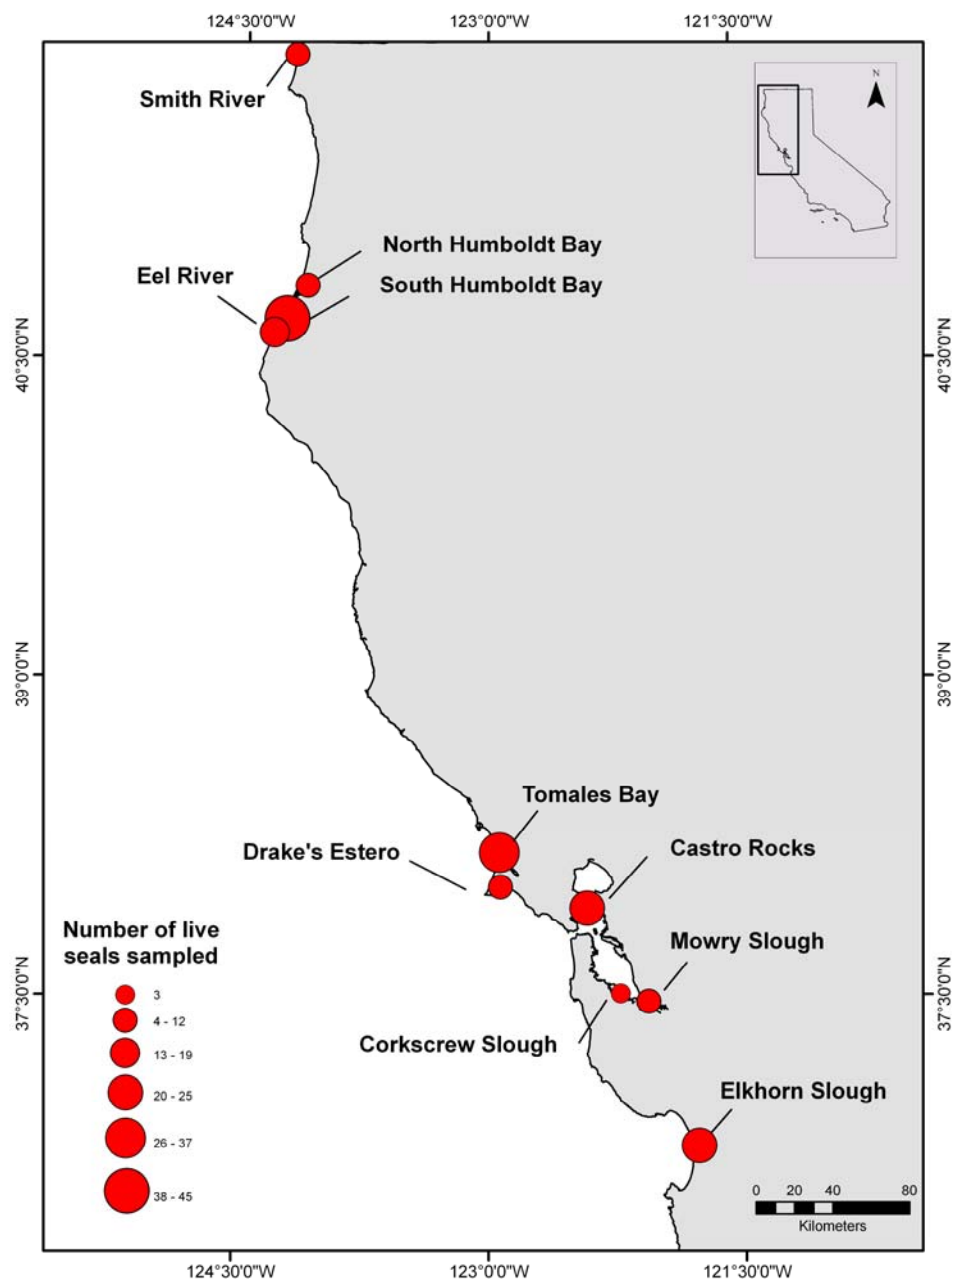 124°30'0"W 123°0'0"W 121°30'0"W
N
Smith River
North Humboldt Bay
Eel River
South Humboldt Bay
40°30'0"N 40°30'0"N
39°0'0"N 39°0'0"N
Tomales Bay
Drake's Estero
Castro Rocks
Number of live
seals sampled
Mowry Slough
37°30'0"N 37°30'0"N
3
4 - 12
Corkscrew Slough
13 - 19
20 - 25
Elkhorn Slough
26 - 37
38 - 45
0 20 40 80
Kilometers
124°30'0"W 123°0'0"W 121°30'0"W